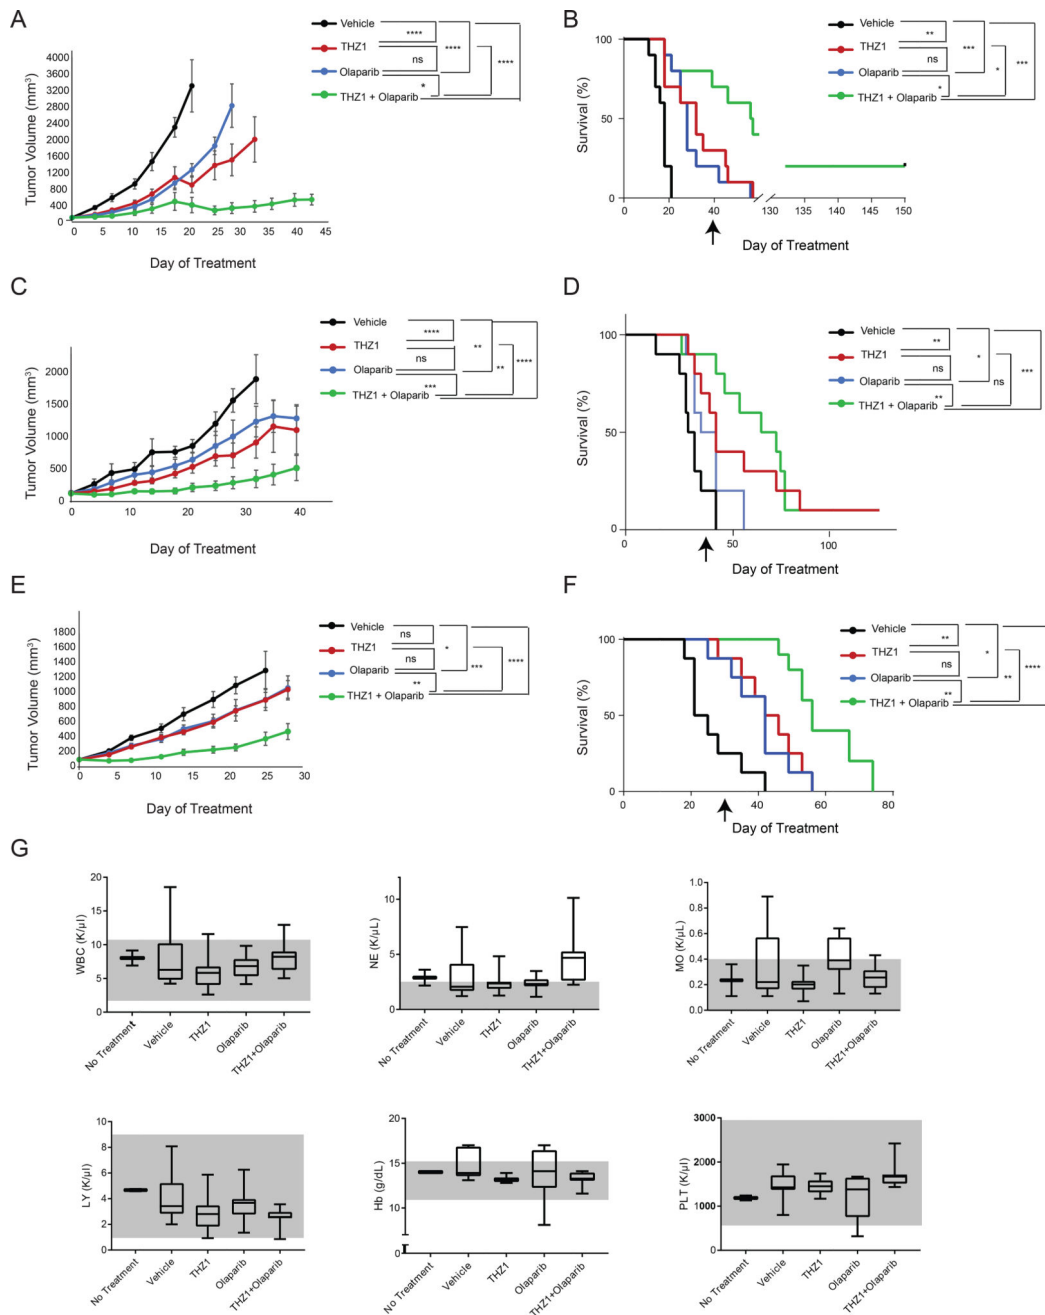 A
Tumor Volume (mm³)
4000
3600
3200
2800
2400
2000
1600
1200
800
400
0
0 5 10 15 20 25 30 35 40 45
Day of Treatment
Vehicle
THZ1
Olaparib
THZ1 + Olaparib
****
ns
*
****
****
B
Survival (%)
100
50
0
0 20 40 130 135 140 145 150
Day of Treatment
Vehicle
THZ1
Olaparib
THZ1 + Olaparib
**
ns
*
***
*
***
C
Tumor Volume (mm³)
2000
1500
1000
500
0
0 10 20 30 40
Day of Treatment
Vehicle
THZ1
Olaparib
THZ1 + Olaparib
****
ns
***
**
**
****
D
Survival (%)
100
50
0
0 50 100
Day of Treatment
Vehicle
THZ1
Olaparib
THZ1 + Olaparib
**
ns
**
*
ns
***
E
Tumor Volume (mm³)
1800
1600
1400
1200
1000
800
600
400
200
0
0 5 10 15 20 25 30
Day of Treatment
Vehicle
THZ1
Olaparib
THZ1 + Olaparib
ns
ns
**
*
***
****
F
Survival (%)
100
50
0
0 20 40 60 80
Day of Treatment
Vehicle
THZ1
Olaparib
THZ1 + Olaparib
**
ns
**
*
**
****
G
WBC (K/µl)
20
15
10
5
0
No Treatment Vehicle THZ1 Olaparib THZ1+Olaparib
NE (K/µL)
10
5
0
No Treatment Vehicle THZ1 Olaparib THZ1+Olaparib
MO (K/µL)
1.0
0.8
0.6
0.4
0.2
0.0
No Treatment Vehicle THZ1 Olaparib THZ1+Olaparib
LY (K/µl)
10
8
6
4
2
0
No Treatment Vehicle THZ1 Olaparib THZ1+Olaparib
Hb (g/dL)
20
15
10
0
No Treatment Vehicle THZ1 Olaparib THZ1+Olaparib
PLT (K/µl)
3000
2000
1000
0
No Treatment Vehicle THZ1 Olaparib THZ1+Olaparib